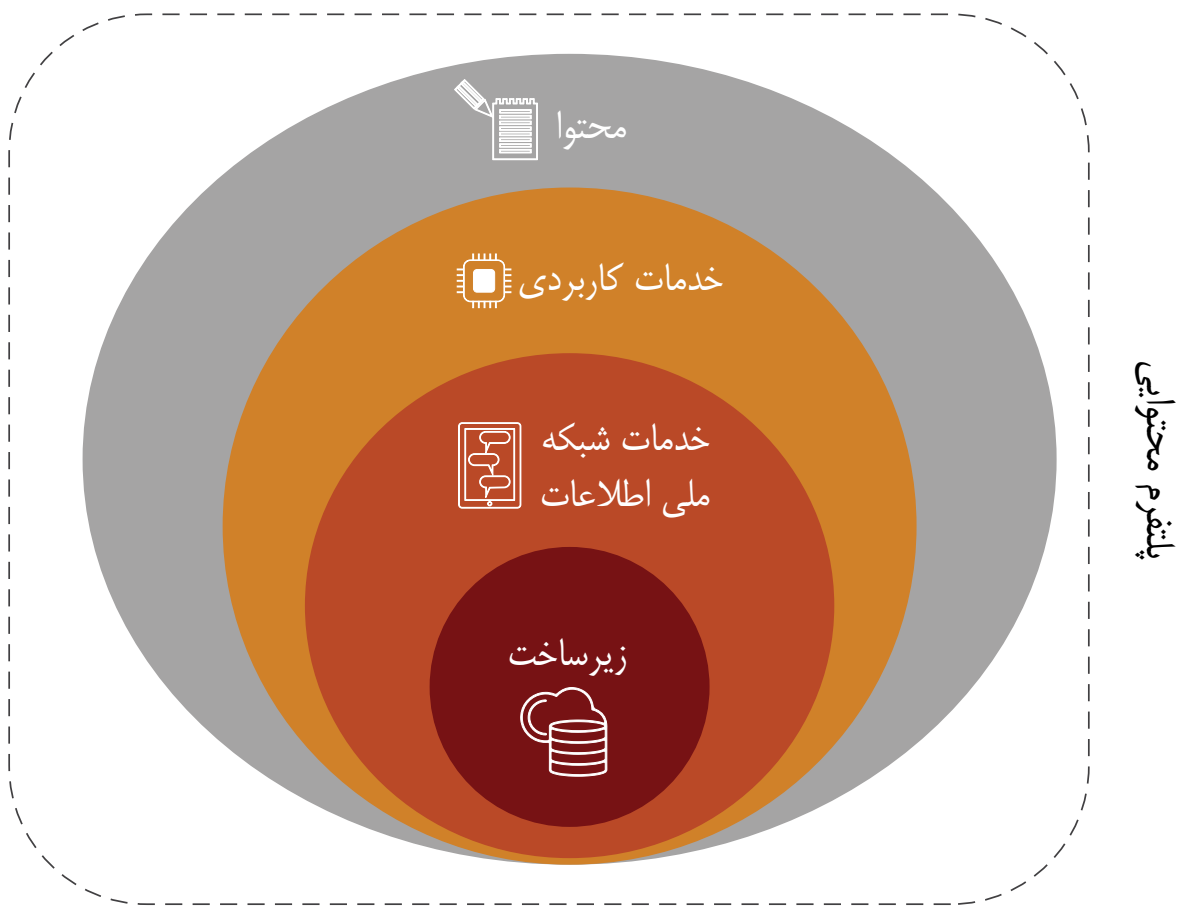 محتوا
خدمات کاربردی
خدمات شبکه
ملی اطلاعات
زیرساخت
پلتفرم محتوایی